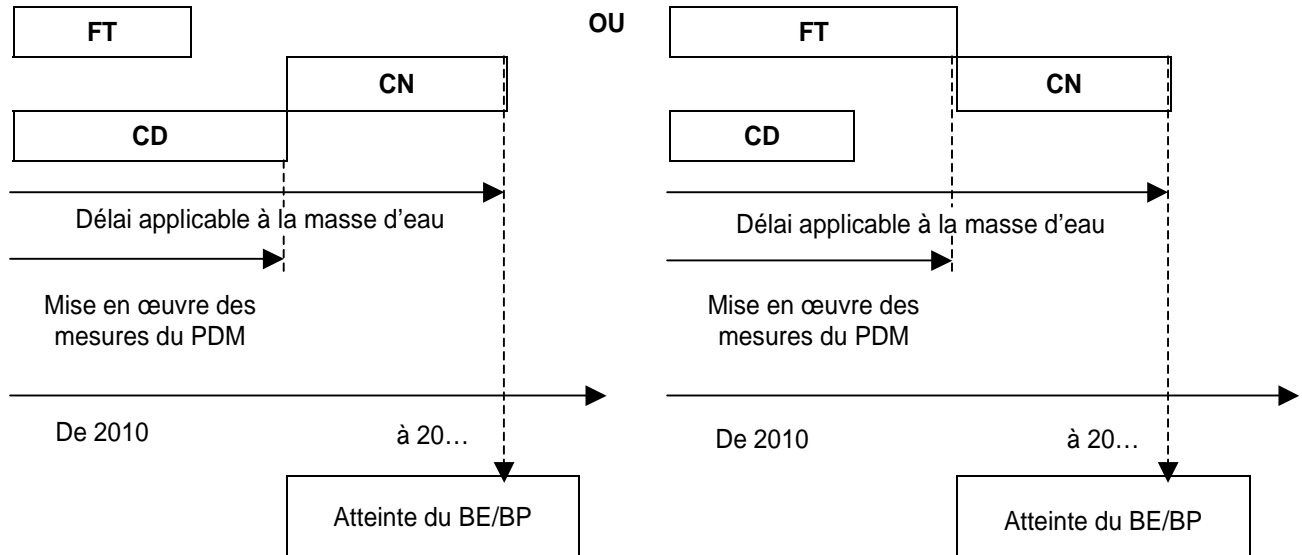 FT
CN
CD
Délai applicable à la masse d'eau
Mise en œuvre des
mesures du PDM
De 2010
à 20…
Atteinte du BE/BP
OU
FT
CN
CD
Délai applicable à la masse d'eau
Mise en œuvre des
mesures du PDM
De 2010
à 20…
Atteinte du BE/BP